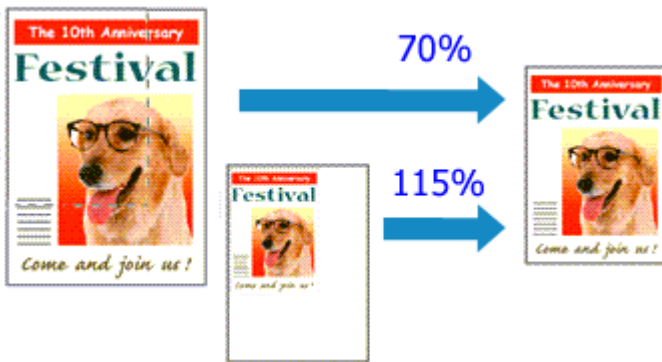 The 10th Anniversary
Festival
Come and join us!
70%
The 10th Anniversary
Festival
Come and join us!
115%
The 10th Anniversary
Festival
Come and join us!